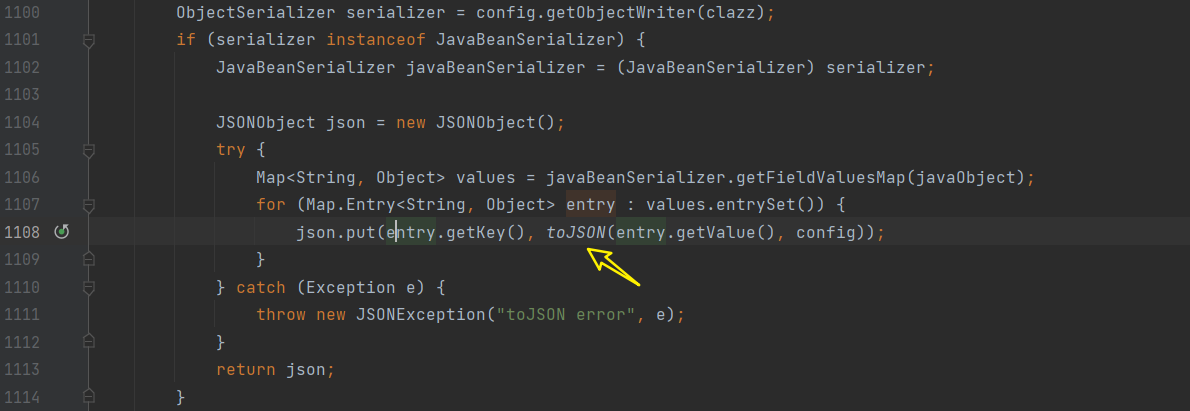 1100 ObjectSerializer serializer = config.getObjectWriter(clazz);
1101 if (serializer instanceof JavaBeanSerializer) {
1102 JavaBeanSerializer javaBeanSerializer = (JavaBeanSerializer) serializer;
1103
1104 JSONObject json = new JSONObject();
1105 try {
1106 Map<String, Object> values = javaBeanSerializer.getFieldValuesMap(javaObject);
1107 for (Map.Entry<String, Object> entry : values.entrySet()) {
1108 json.put(entry.getKey(), toJSON(entry.getValue(), config));
1109 }
1110 } catch (Exception e) {
1111 throw new JSONException("toJSON error", e);
1112 }
1113 return json;
1114 }